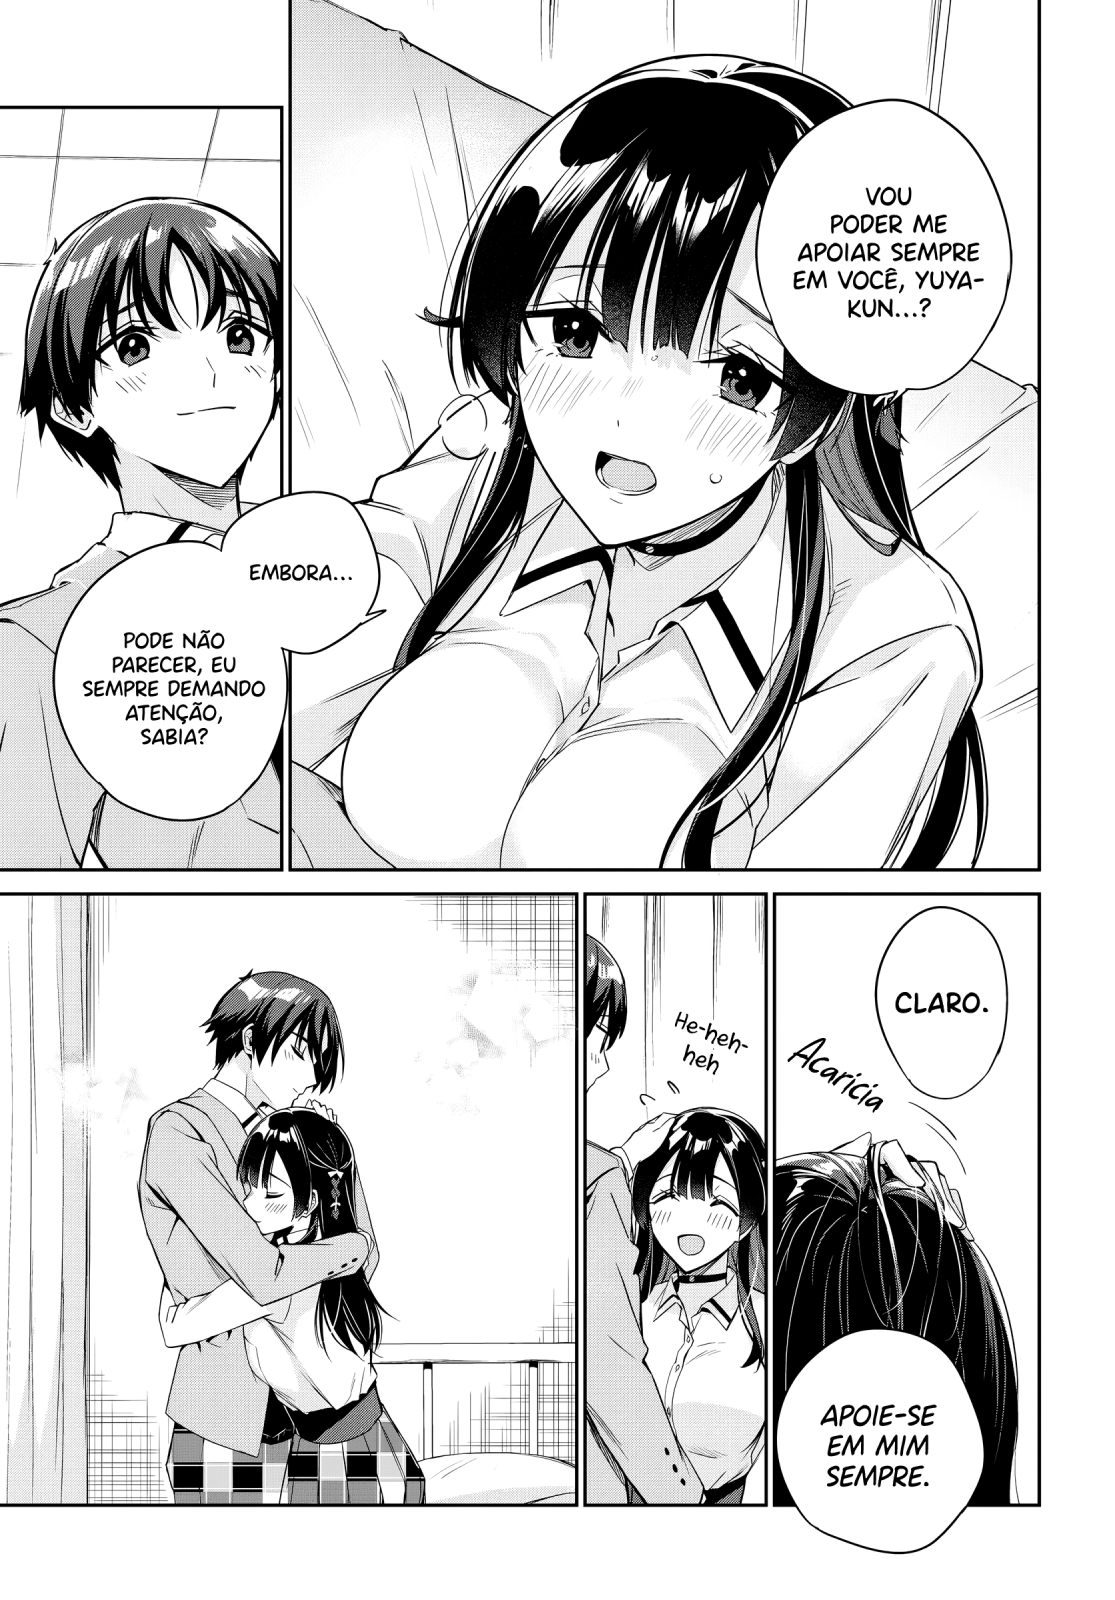 VOU
PODER ME
APOIAR SEMPRE
EM VOCÊ, YUYA-
KUN...?
EMBORA...
PODE NÃO
PARECER, EU
SEMPRE DEMANDO
ATENÇÃO,
SABIA?
CLARO.
Acaricia
APOIE-SE
EM MIM
SEMPRE.
He-heh-
heh